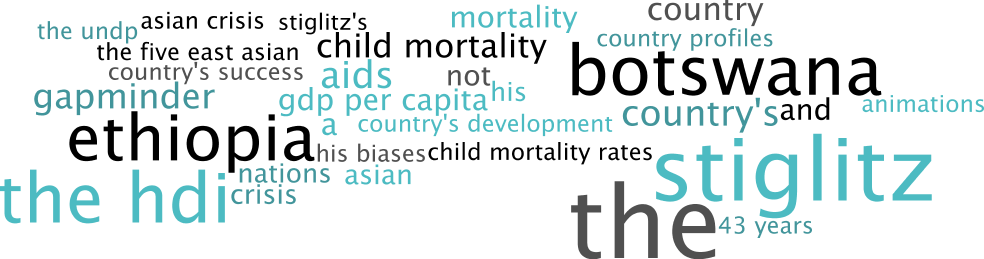 country
mortality
asian crisis
stiglitz's
the undp
the five east asian
child mortality
country profiles
botswana
country's success
aids
not
his
gapminder
gdp per capita
country's
and
animations
ethiopia
a
country's development
his biases
child mortality rates
stiglitz
the hdi
nations
asian
crisis
the
43 years